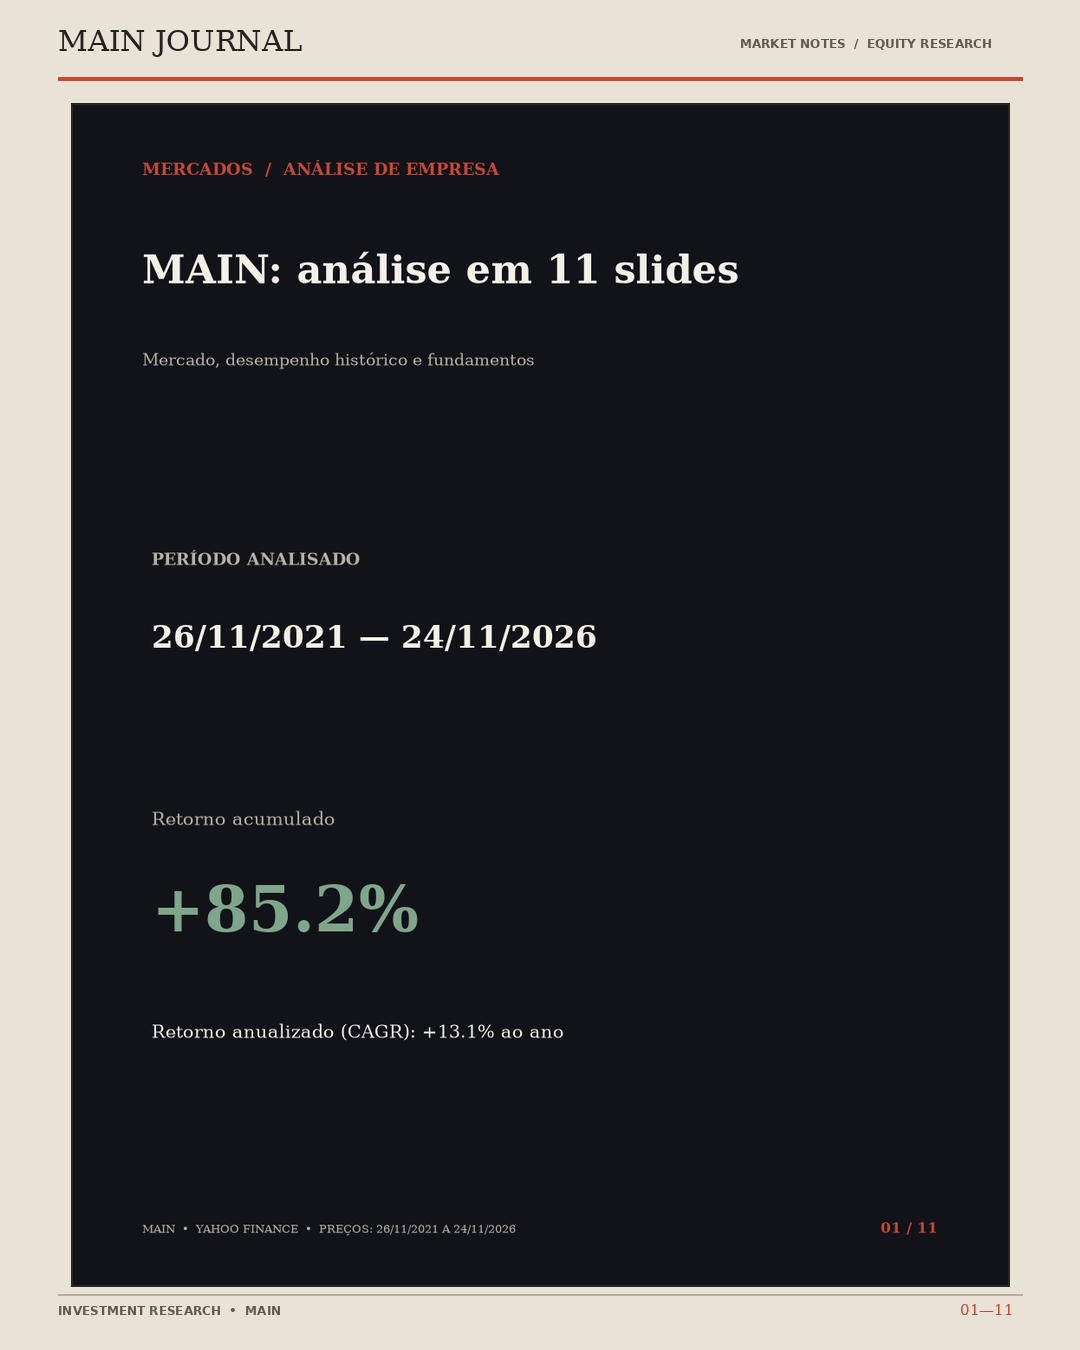 MAIN JOURNAL
MARKET NOTES / EQUITY RESEARCH
MERCADOS / ANÁLISE DE EMPRESA
MAIN: análise em 11 slides
Mercado, desempenho histórico e fundamentos
PERÍODO ANALISADO
26/11/2021 — 24/11/2026
Retorno acumulado
+85.2%
Retorno anualizado (CAGR): +13.1% ao ano
MAIN • YAHOO FINANCE • PREÇOS: 26/11/2021 A 24/11/2026
01 / 11
INVESTMENT RESEARCH • MAIN
01—11